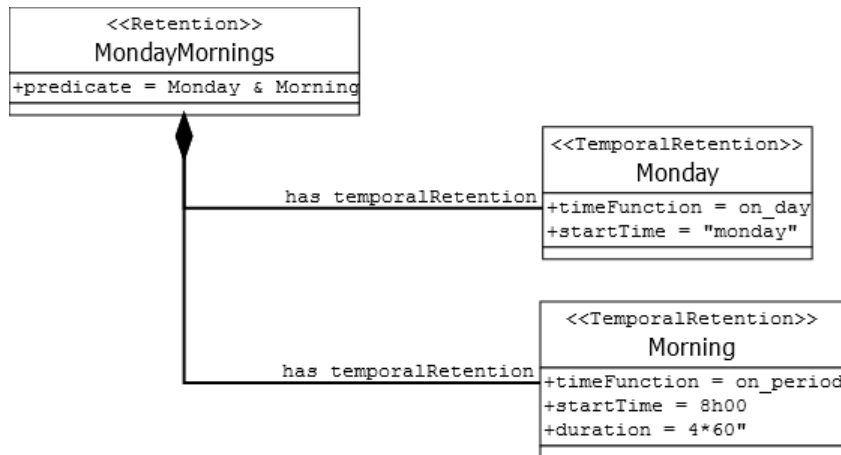 <<Retention>>
MondayMornings
+predicate = Monday & Morning
<<TemporalRetention>>
Monday
has temporalRetention
+timeFunction = on_day
+startTime = "monday"
<<TemporalRetention>>
Morning
has temporalRetention
+timeFunction = on_period
+startTime = 8h00
+duration = 4*60"